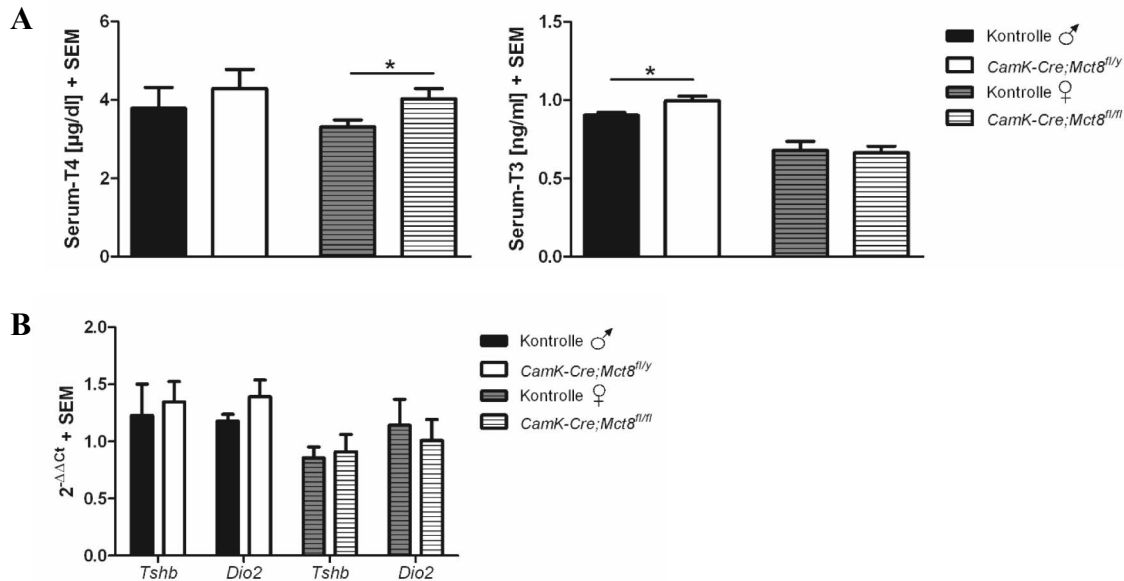 A
Serum-T4 [µg/dl] + SEM
6
4
2
0
*
Serum-T3 [ng/ml] + SEM
1.5
1.0
0.5
0.0
*
Kontrolle ♂
CamK-Cre;Mct8fl/y
Kontrolle ♀
CamK-Cre;Mct8fl/fl
B
2-ΔΔCt + SEM
2.0
1.5
1.0
0.5
0.0
Tshb Dio2 Tshb Dio2
Kontrolle ♂
CamK-Cre;Mct8fl/y
Kontrolle ♀
CamK-Cre;Mct8fl/fl